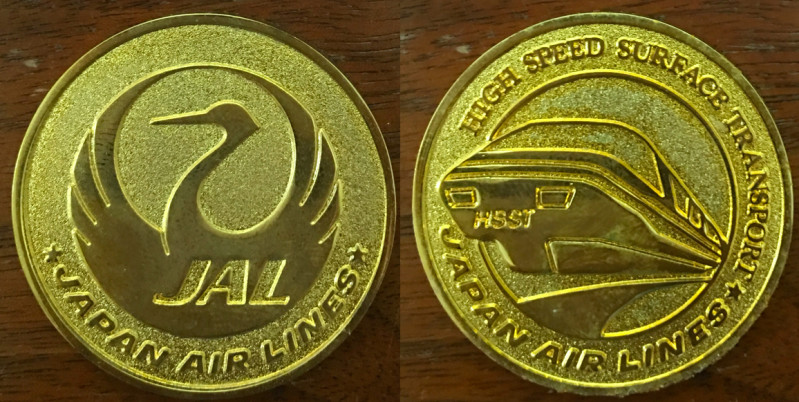 JAL
★JAPAN AIR LINES★
HIGH SPEED SURFACE TRANSPORT
HSST
JAPAN AIR LINES★